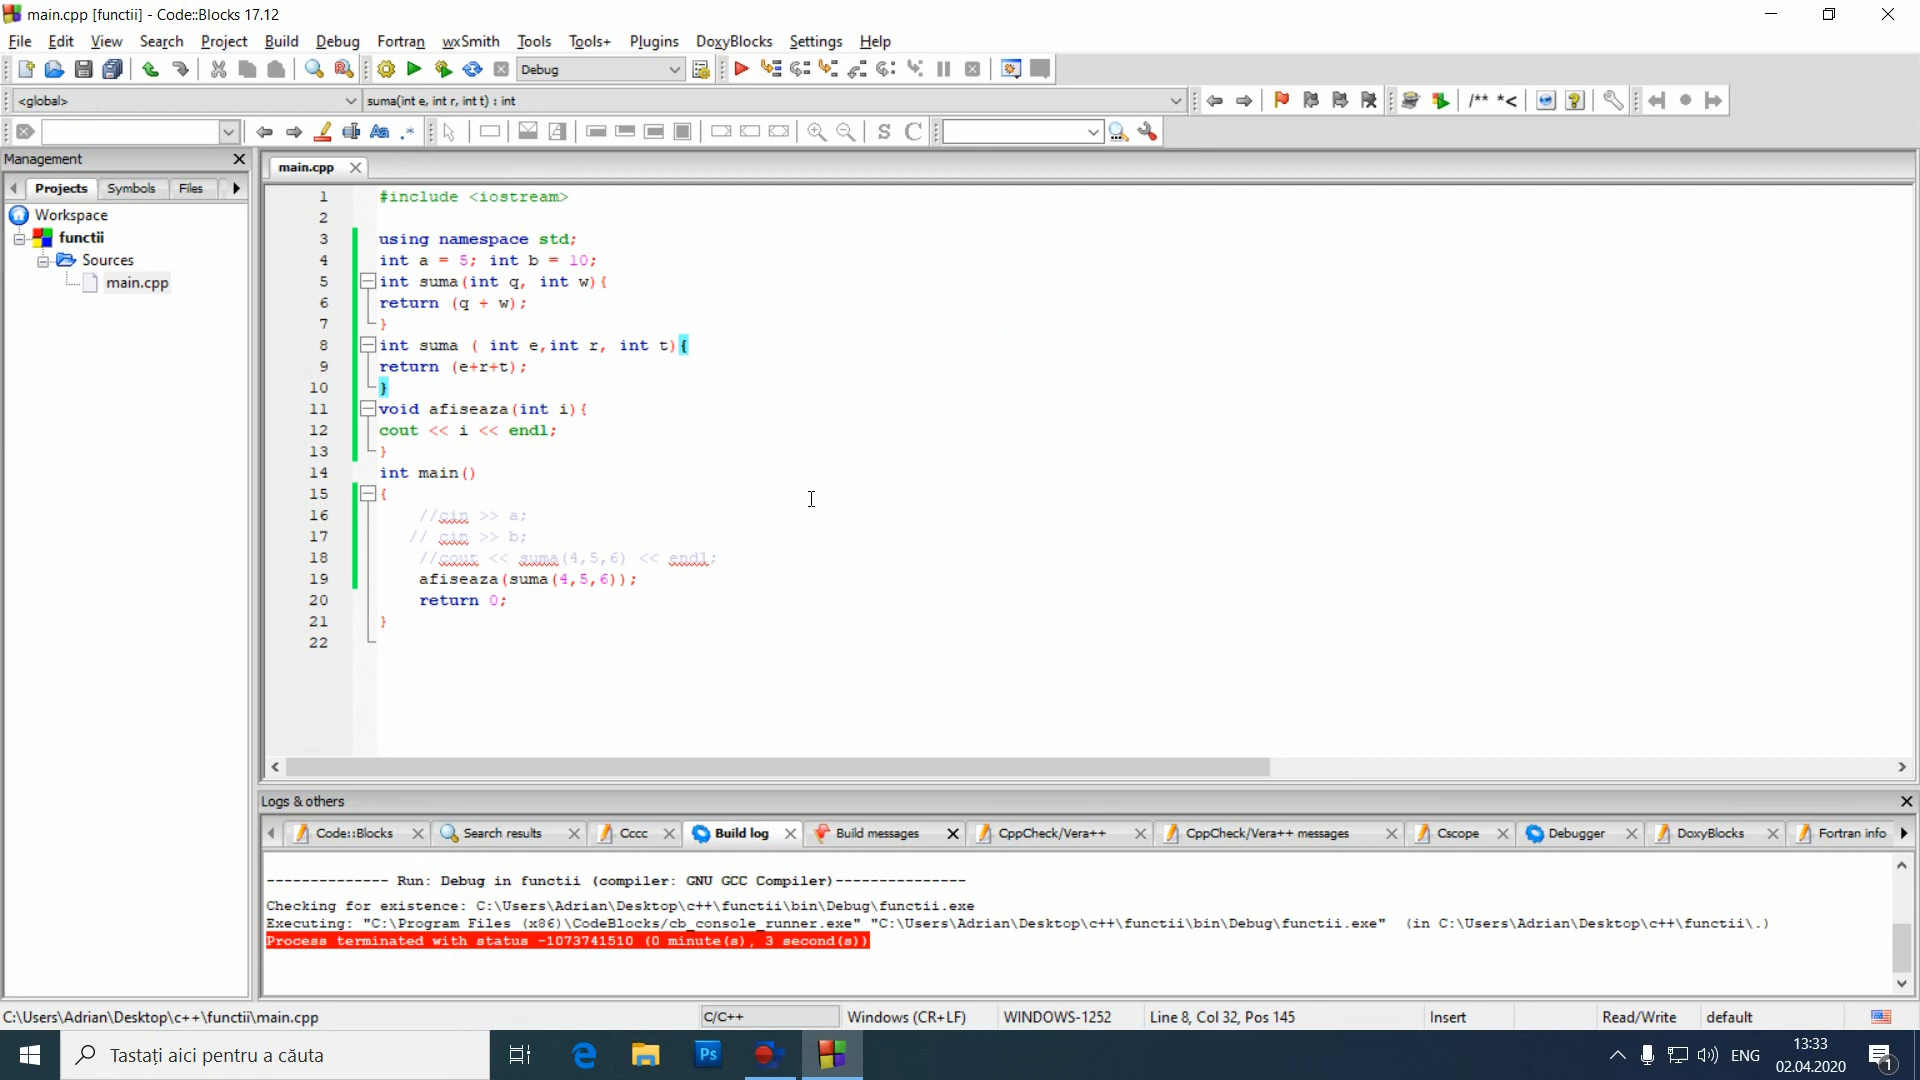 main.cpp [functii] - Code::Blocks 17.12
File Edit View Search Project Build Debug Fortran wxSmith Tools Tools+ Plugins DoxyBlocks Settings Help
Debug
<global> suma(int e, int r, int t) : int
/** *<
Management
main.cpp
Projects Symbols Files
Workspace
functii
Sources
main.cpp
1 #include <iostream>
2
3 using namespace std;
4 int a = 5; int b = 10;
5 int suma(int q, int w){
6 return (q + w);
7 }
8 int suma ( int e,int r, int t){
9 return (e+r+t);
10 }
11 void afiseaza(int i){
12 cout << i << endl;
13 }
14 int main()
15 {
16 //cin >> a;
17 // cin >> b;
18 //cout << suma(4,5,6) << endl;
19 afiseaza(suma(4,5,6));
20 return 0;
21 }
22
Logs & others
Code::Blocks Search results Cccc Build log Build messages CppCheck/Vera++ CppCheck/Vera++ messages Cscope Debugger DoxyBlocks Fortran info
-------------- Run: Debug in functii (compiler: GNU GCC Compiler)---------------
Checking for existence: C:\Users\Adrian\Desktop\c++\functii\bin\Debug\functii.exe
Executing: "C:\Program Files (x86)\CodeBlocks/cb_console_runner.exe" "C:\Users\Adrian\Desktop\c++\functii\bin\Debug\functii.exe" (in C:\Users\Adrian\Desktop\c++\functii\.)
Process terminated with status -1073741510 (0 minute(s), 3 second(s))
C:\Users\Adrian\Desktop\c++\functii\main.cpp C/C++ Windows (CR+LF) WINDOWS-1252 Line 8, Col 32, Pos 145 Insert Read/Write default
Tastați aici pentru a căuta
Ps
ENG
13:33
02.04.2020
1